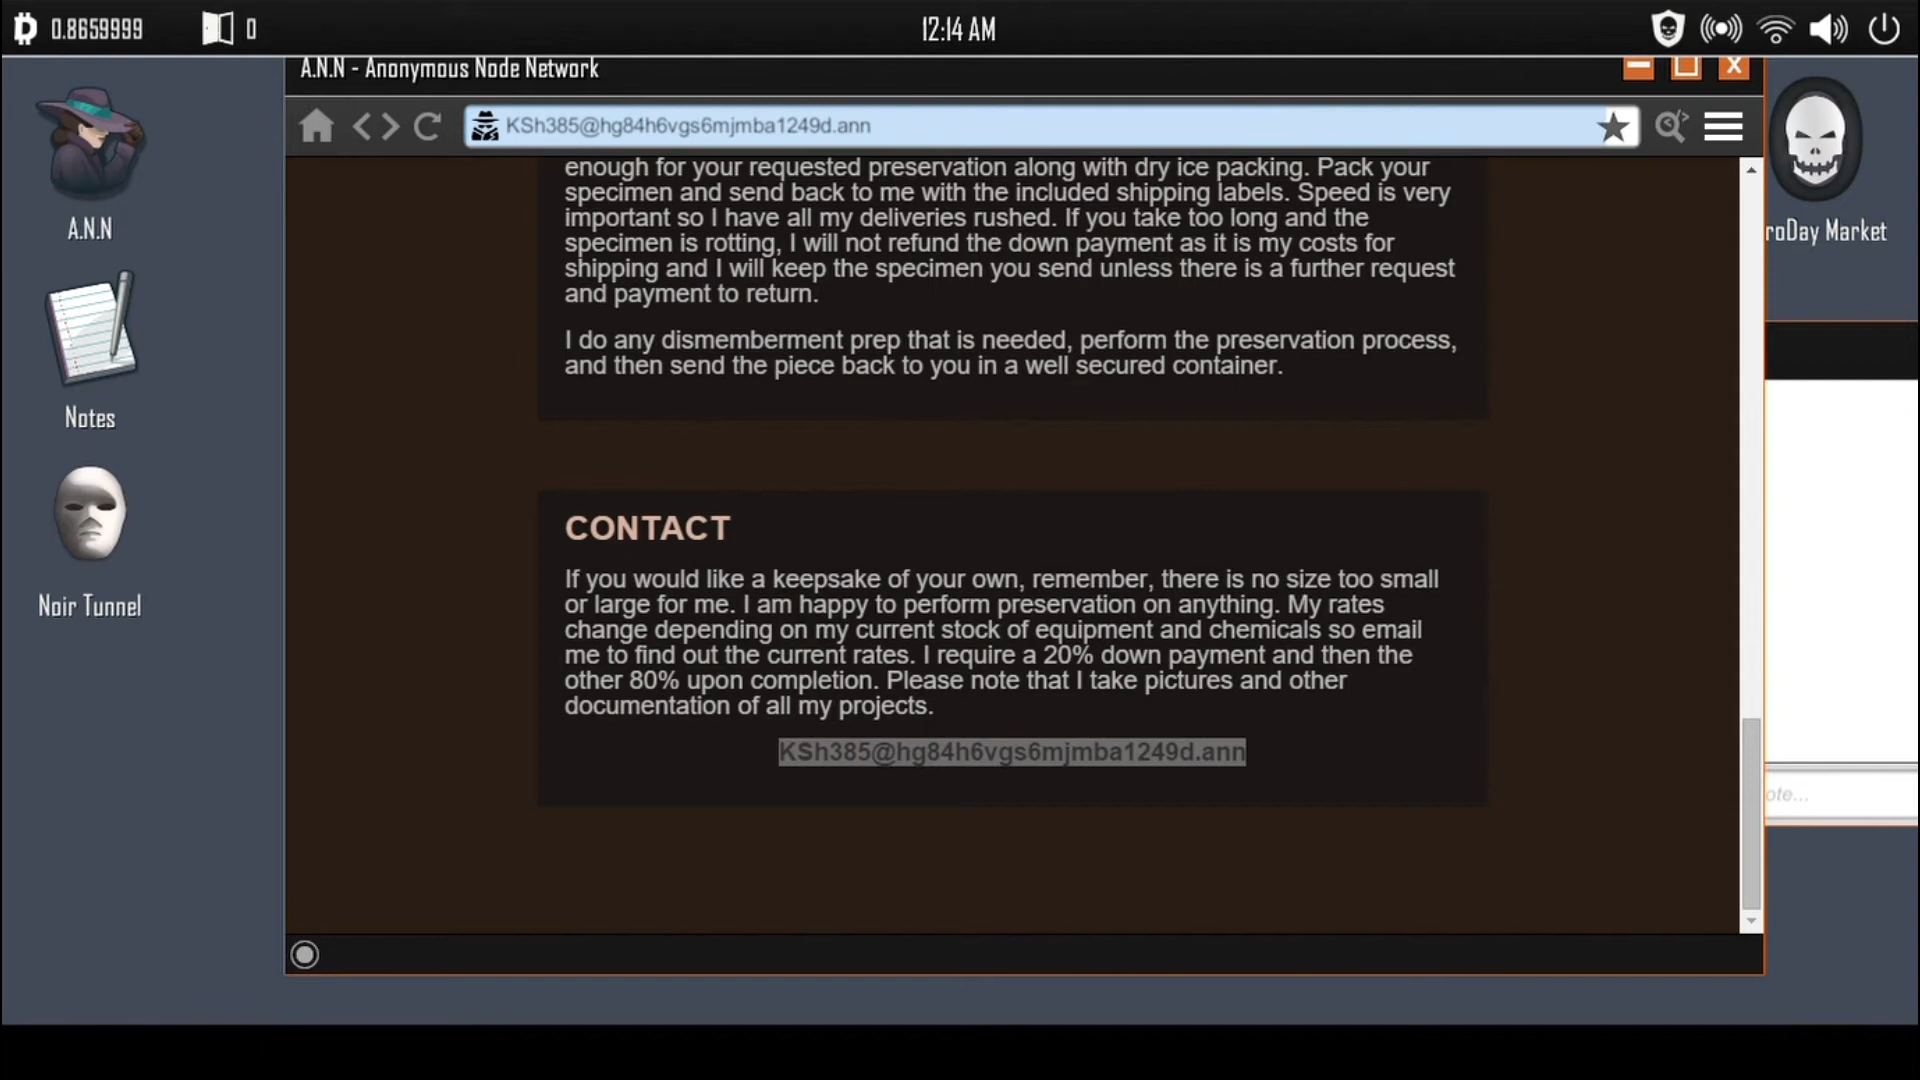 0.8659999
0
12:14 AM
A.N.N - Anonymous Node Network
X
KSh385@hg84h6vgs6mjmba1249d.ann
A.N.N
Notes
Noir Tunnel
roDay Market
enough for your requested preservation along with dry ice packing. Pack your
specimen and send back to me with the included shipping labels. Speed is very
important so I have all my deliveries rushed. If you take too long and the
specimen is rotting, I will not refund the down payment as it is my costs for
shipping and I will keep the specimen you send unless there is a further request
and payment to return.
I do any dismemberment prep that is needed, perform the preservation process,
and then send the piece back to you in a well secured container.
CONTACT
If you would like a keepsake of your own, remember, there is no size too small
or large for me. I am happy to perform preservation on anything. My rates
change depending on my current stock of equipment and chemicals so email
me to find out the current rates. I require a 20% down payment and then the
other 80% upon completion. Please note that I take pictures and other
documentation of all my projects.
KSh385@hg84h6vgs6mjmba1249d.ann
ote...